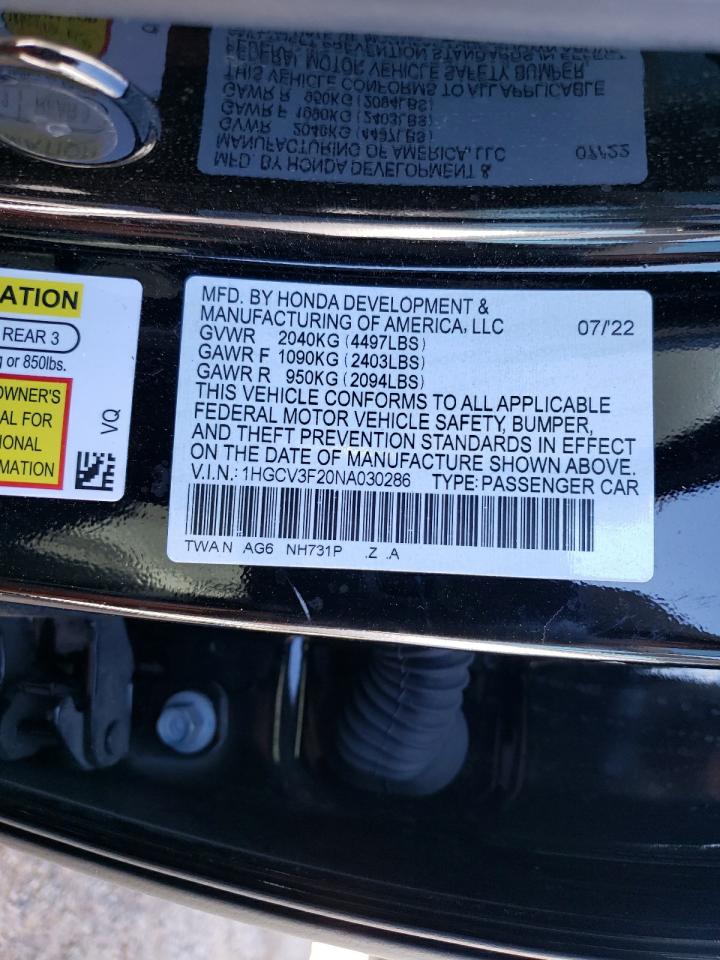 ATION
REAR 3
g or 850lbs.
OWNER'S
AL FOR
IONAL
RMATION
VQ
MFD. BY HONDA DEVELOPMENT &
MANUFACTURING OF AMERICA, LLC 07/'22
GVWR 2040KG (4497LBS)
GAWR F 1090KG (2403LBS)
GAWR R 950KG (2094LBS)
THIS VEHICLE CONFORMS TO ALL APPLICABLE
FEDERAL MOTOR VEHICLE SAFETY, BUMPER,
AND THEFT PREVENTION STANDARDS IN EFFECT
ON THE DATE OF MANUFACTURE SHOWN ABOVE.
V.I.N.: 1HGCV3F20NA030286 TYPE: PASSENGER CAR
TWA N AG6 NH731P .Z .A